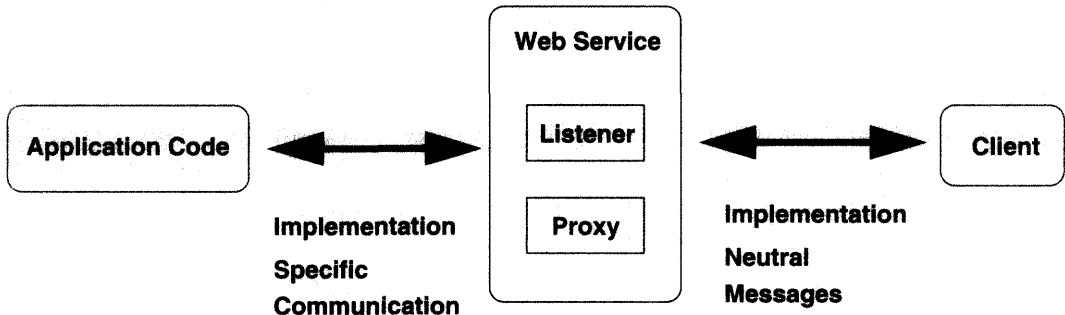 Web Service
Application Code
Listener
Client
Proxy
Implementation
Specific
Communication
Implementation
Neutral
Messages